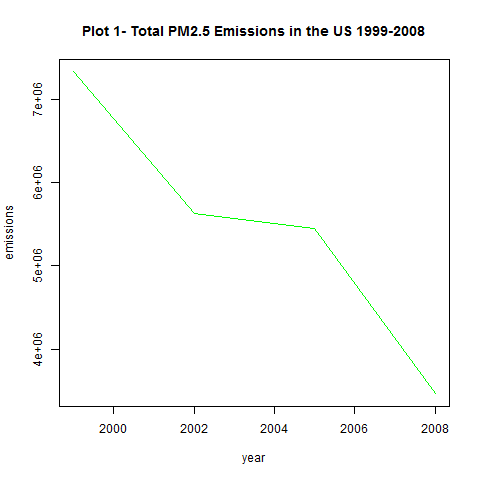 Plot 1- Total PM2.5 Emissions in the US 1999-2008
7e+06
6e+06
5e+06
4e+06
emissions
2000 2002 2004 2006 2008
year